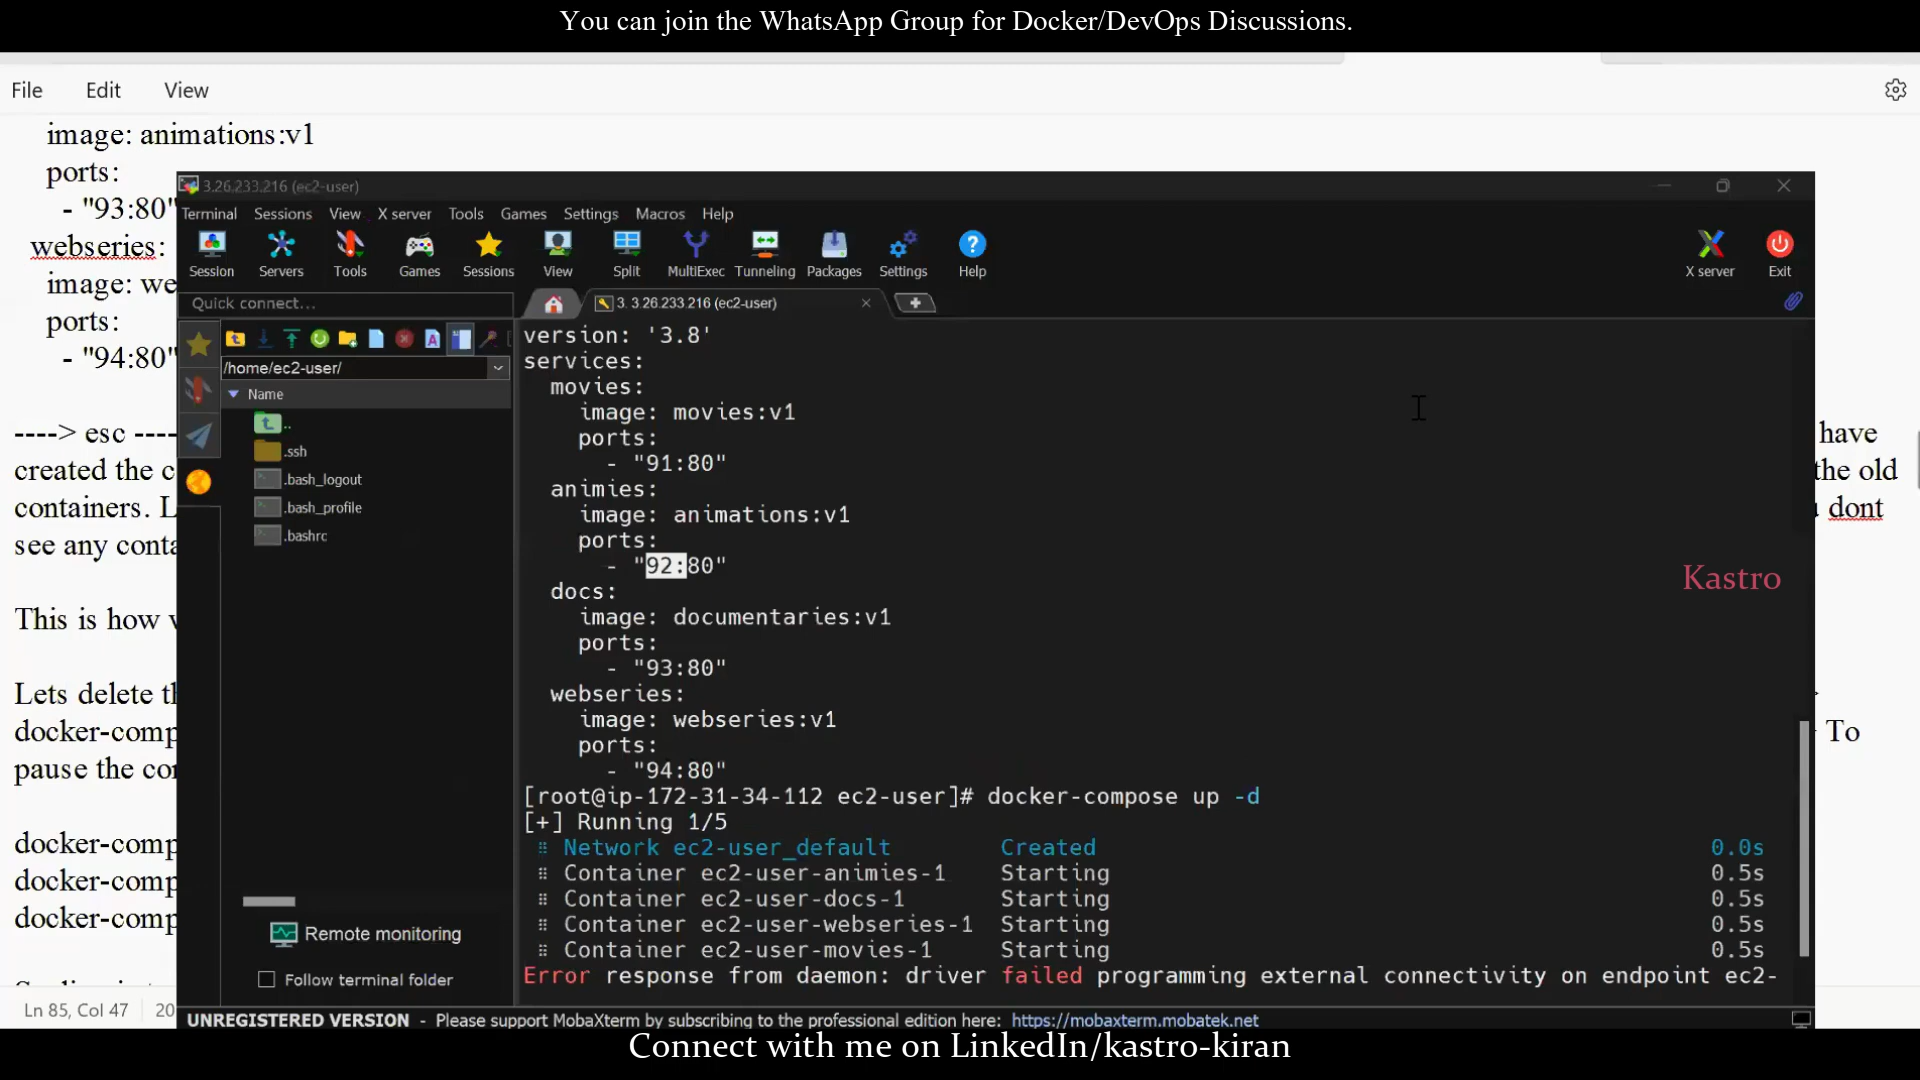 You can join the WhatsApp Group for Docker/DevOps Discussions.
File Edit View
image: animations:v1
ports:
- "93:80"
webseries:
image: we
ports:
- "94:80"
----> esc ----
created the c
containers. L
see any conta
This is how
Lets delete th
docker-comp
pause the con
docker-comp
docker-comp
docker-comp
Ln 85, Col 47 20
have
the old
dont
To
3.26.233.216 (ec2-user)
Terminal Sessions View X server Tools Games Settings Macros Help
Session Servers Tools Games Sessions View Split MultiExec Tunneling Packages Settings Help X server Exit
Quick connect...
3. 3.26.233.216 (ec2-user)
/home/ec2-user/
Name
..
.ssh
.bash_logout
.bash_profile
.bashrc
Remote monitoring
Follow terminal folder
version: '3.8'
services:
movies:
image: movies:v1
ports:
- "91:80"
animies:
image: animations:v1
ports:
- "92:80"
docs:
image: documentaries:v1
ports:
- "93:80"
webseries:
image: webseries:v1
ports:
- "94:80"
[root@ip-172-31-34-112 ec2-user]# docker-compose up -d
[+] Running 1/5
⠿ Network ec2-user_default Created 0.0s
⠿ Container ec2-user-animies-1 Starting 0.5s
⠿ Container ec2-user-docs-1 Starting 0.5s
⠿ Container ec2-user-webseries-1 Starting 0.5s
⠿ Container ec2-user-movies-1 Starting 0.5s
Error response from daemon: driver failed programming external connectivity on endpoint ec2-
Kastro
UNREGISTERED VERSION - Please support MobaXterm by subscribing to the professional edition here: https://mobaxterm.mobatek.net
Connect with me on LinkedIn/kastro-kiran